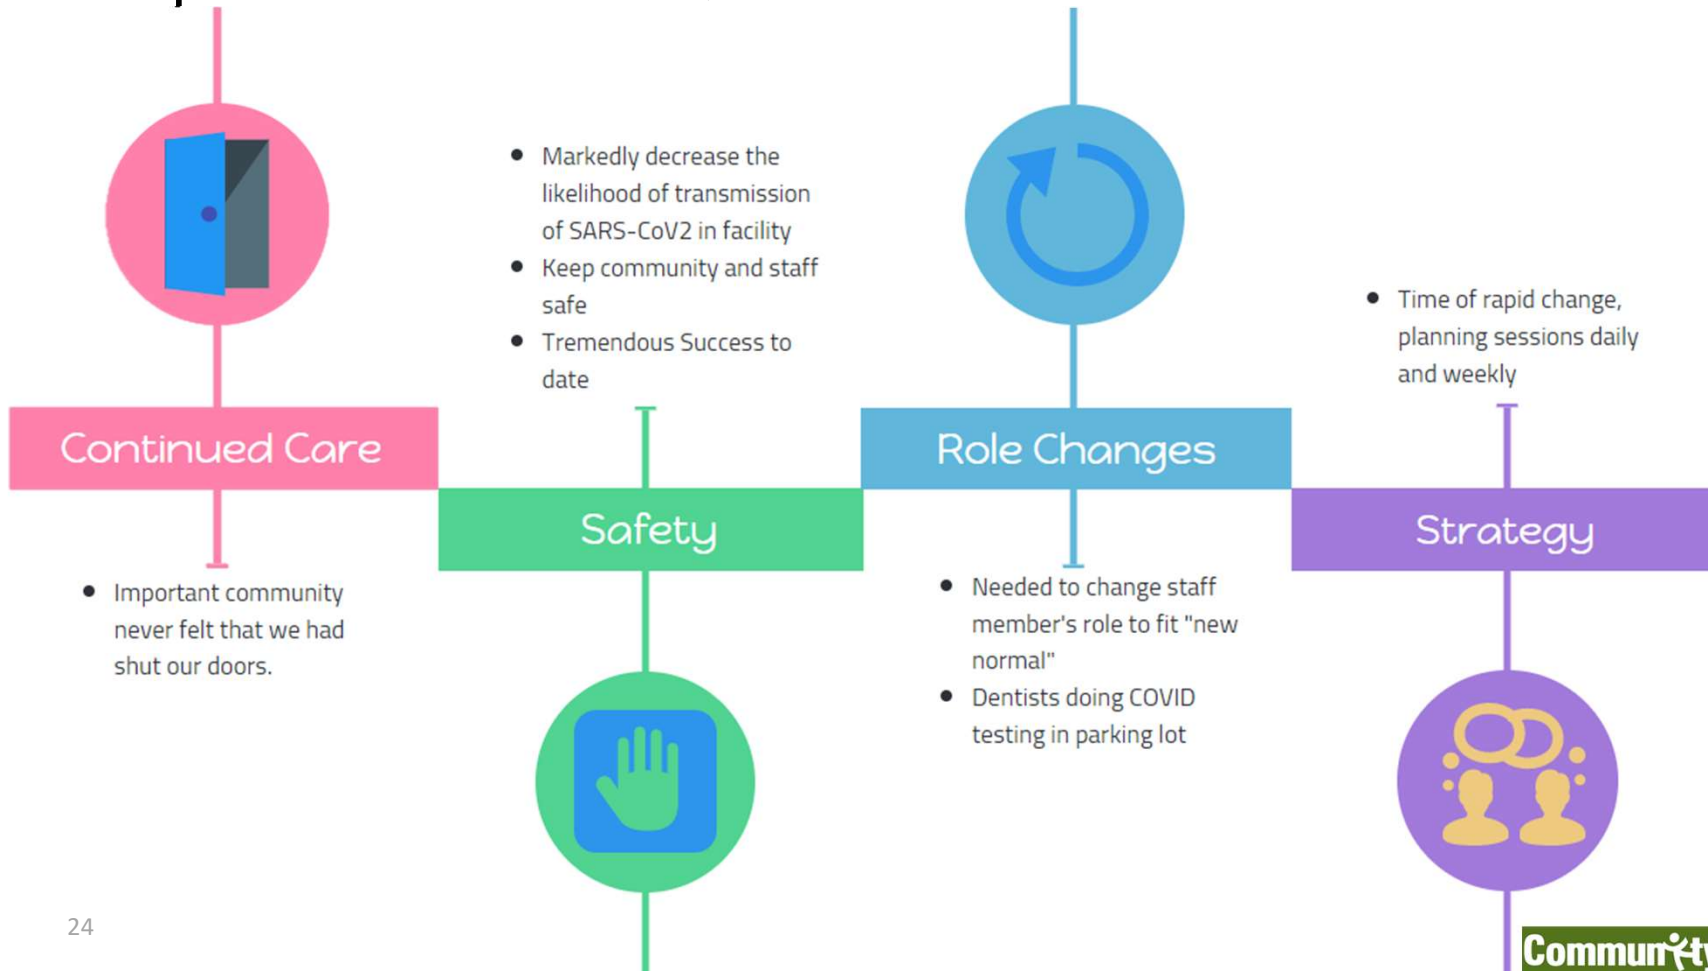 Continued Care
• Important community
never felt that we had
shut our doors.
• Markedly decrease the
likelihood of transmission
of SARS-CoV2 in facility
• Keep community and staff
safe
• Tremendous Success to
date
Safety
Role Changes
• Needed to change staff
member's role to fit "new
normal"
• Dentists doing COVID
testing in parking lot
• Time of rapid change,
planning sessions daily
and weekly
Strategy
24
Community